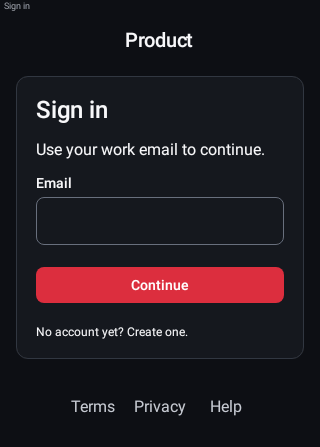 Sign in
Product
Sign in
Use your work email to continue.
Email
Continue
No account yet? Create one.
Terms Privacy Help